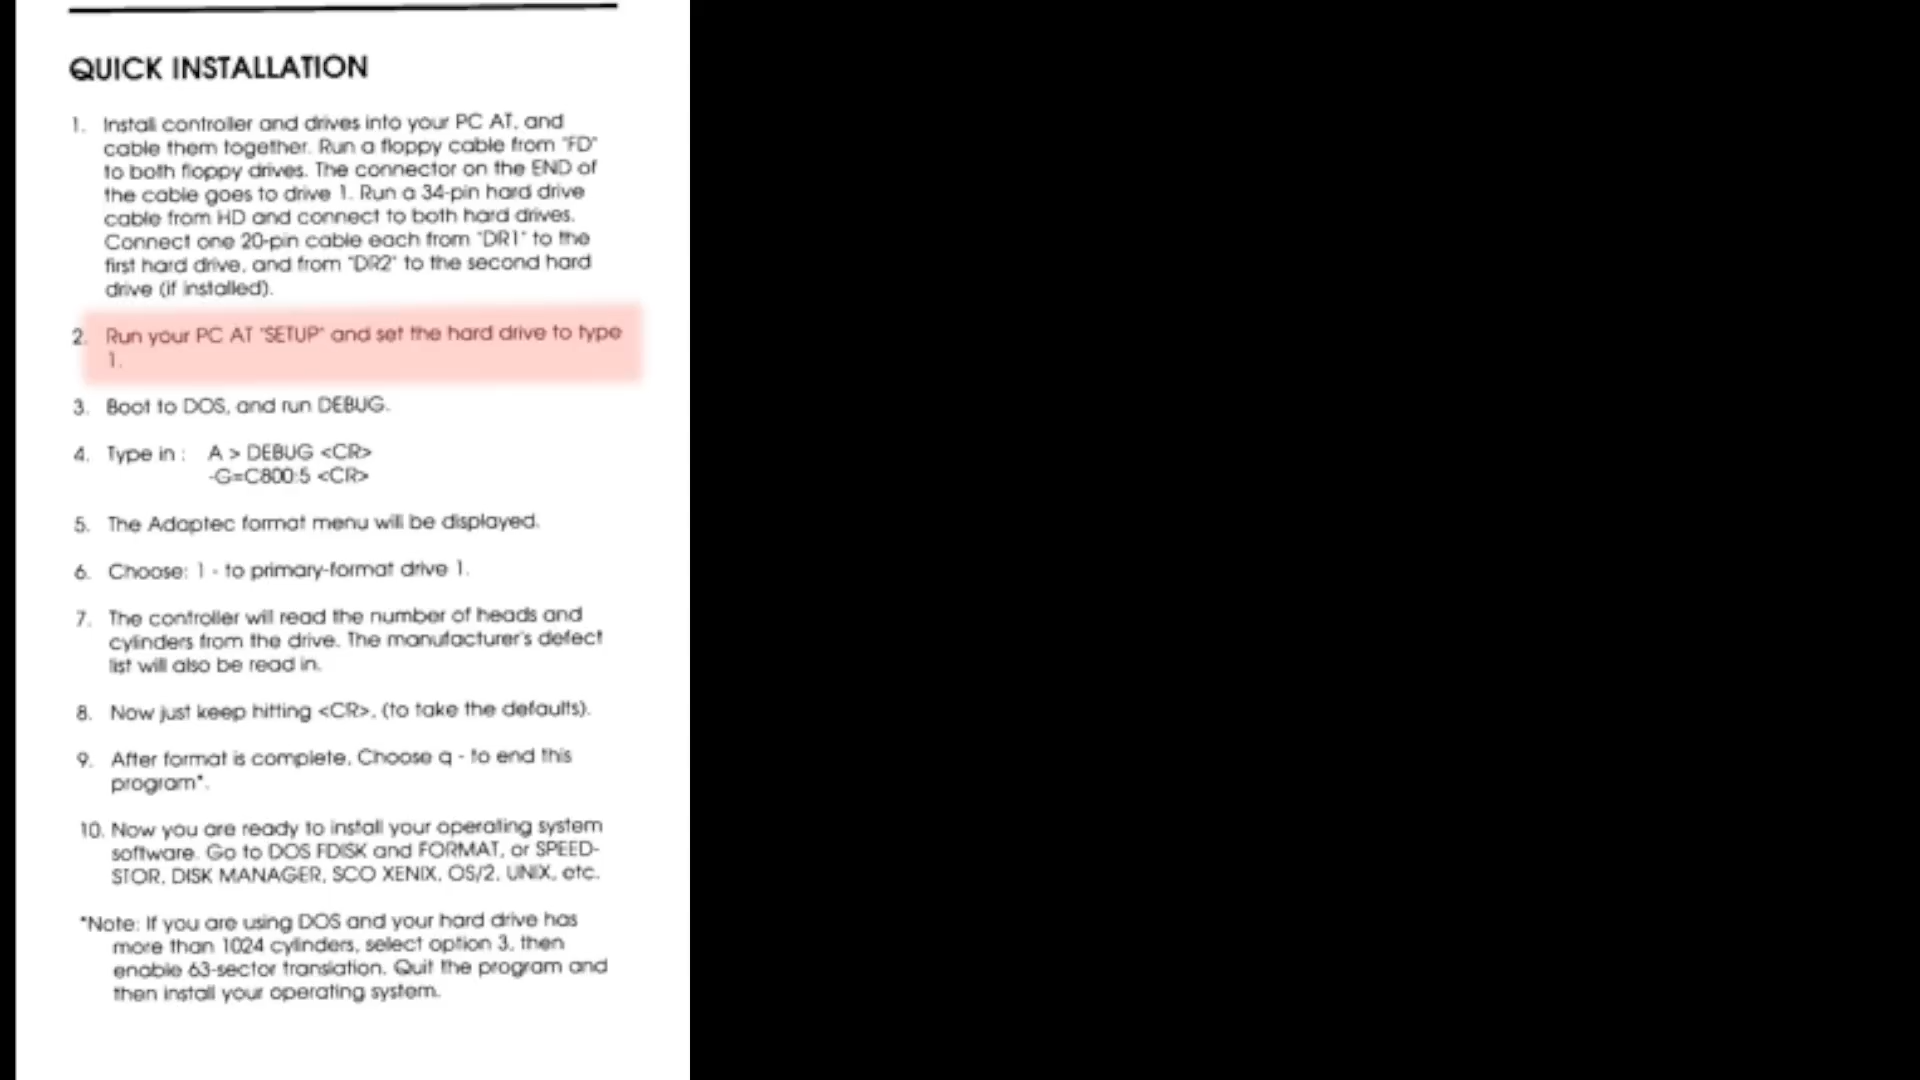 QUICK INSTALLATION
1. Install controller and drives into your PC AT, and
cable them together. Run a floppy cable from "FD"
to both floppy drives. The connector on the END of
the cable goes to drive 1. Run a 34-pin hard drive
cable from HD and connect to both hard drives.
Connect one 20-pin cable each from "DR1" to the
first hard drive, and from "DR2" to the second hard
drive (if installed).
2. Run your PC AT "SETUP" and set the hard drive to type
1.
3. Boot to DOS, and run DEBUG.
4. Type in : A > DEBUG <CR>
-G=C800:5 <CR>
5. The Adaptec format menu will be displayed.
6. Choose: 1 - to primary-format drive 1.
7. The controller will read the number of heads and
cylinders from the drive. The manufacturer's defect
list will also be read in.
8. Now just keep hitting <CR>, (to take the defaults).
9. After format is complete, Choose q - to end this
program*.
10. Now you are ready to install your operating system
software. Go to DOS FDISK and FORMAT, or SPEED-
STOR, DISK MANAGER, SCO XENIX, OS/2, UNIX, etc.
*Note: If you are using DOS and your hard drive has
more than 1024 cylinders, select option 3, then
enable 63-sector translation. Quit the program and
then install your operating system.